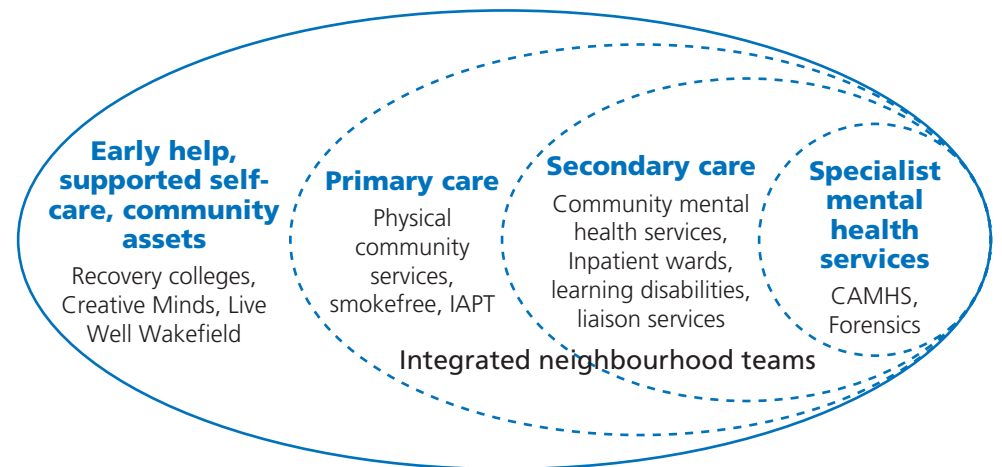 Early help,
supported self-
care, community
assets
Recovery colleges,
Creative Minds, Live
Well Wakefield
Primary care
Physical
community
services,
smokefree, IAPT
Secondary care
Community mental
health services,
Inpatient wards,
learning disabilities,
liaison services
Specialist
mental
health
services
CAMHS,
Forensics
Integrated neighbourhood teams